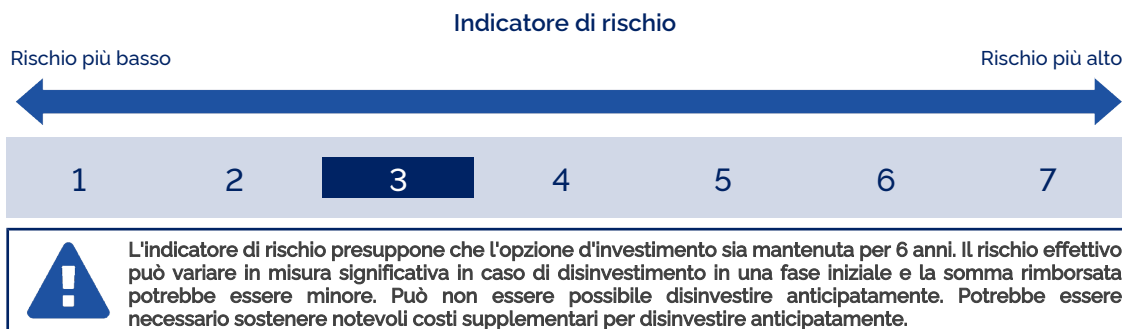 Indicatore di rischio
Rischio più basso Rischio più alto
1 2 3 4 5 6 7
L'indicatore di rischio presuppone che l'opzione d'investimento sia mantenuta per 6 anni. Il rischio effettivo
può variare in misura significativa in caso di disinvestimento in una fase iniziale e la somma rimborsata
potrebbe essere minore. Può non essere possibile disinvestire anticipatamente. Potrebbe essere
necessario sostenere notevoli costi supplementari per disinvestire anticipatamente.